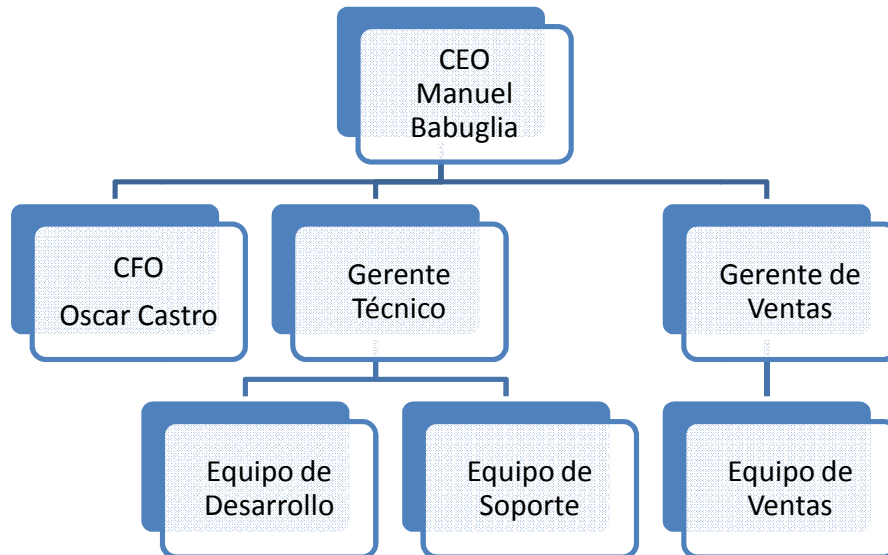 CEO
Manuel
Babuglia
CFO
Oscar Castro
Gerente
Técnico
Gerente de
Ventas
Equipo de
Desarrollo
Equipo de
Soporte
Equipo de
Ventas